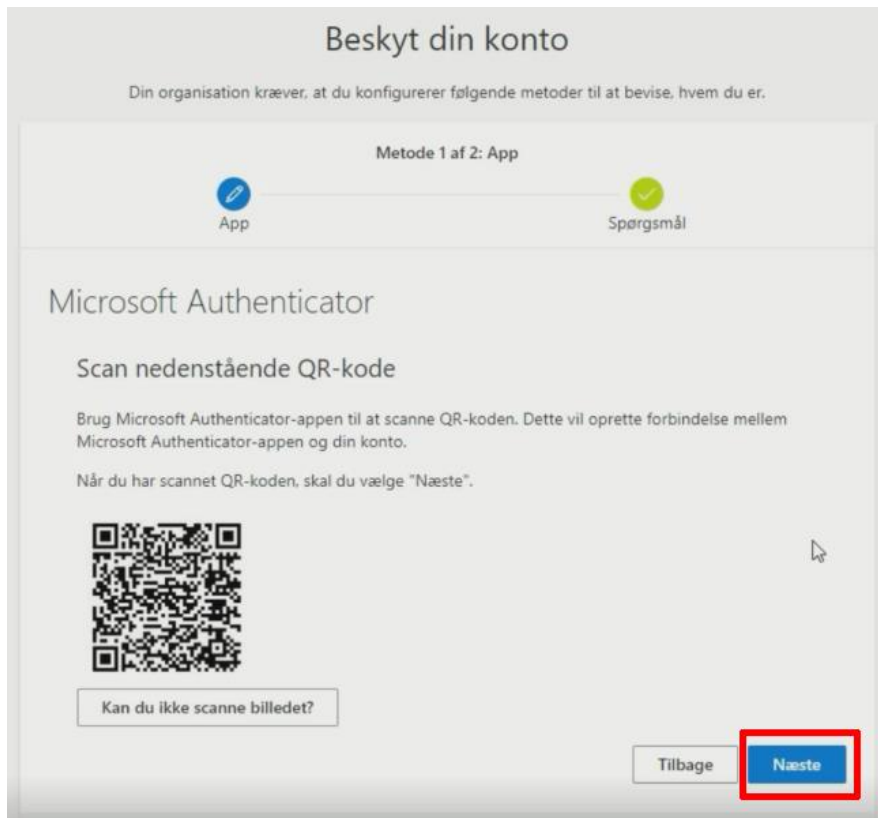 Beskyt din konto
Din organisation kræver, at du konfigurerer følgende metoder til at bevise, hvem du er.
Metode 1 af 2: App
App
Spørgsmål
Microsoft Authenticator
Scan nedenstående QR-kode
Brug Microsoft Authenticator-appen til at scanne QR-koden. Dette vil oprette forbindelse mellem
Microsoft Authenticator-appen og din konto.
Når du har scannet QR-koden, skal du vælge "Næste".
Kan du ikke scanne billedet?
Tilbage
Næste